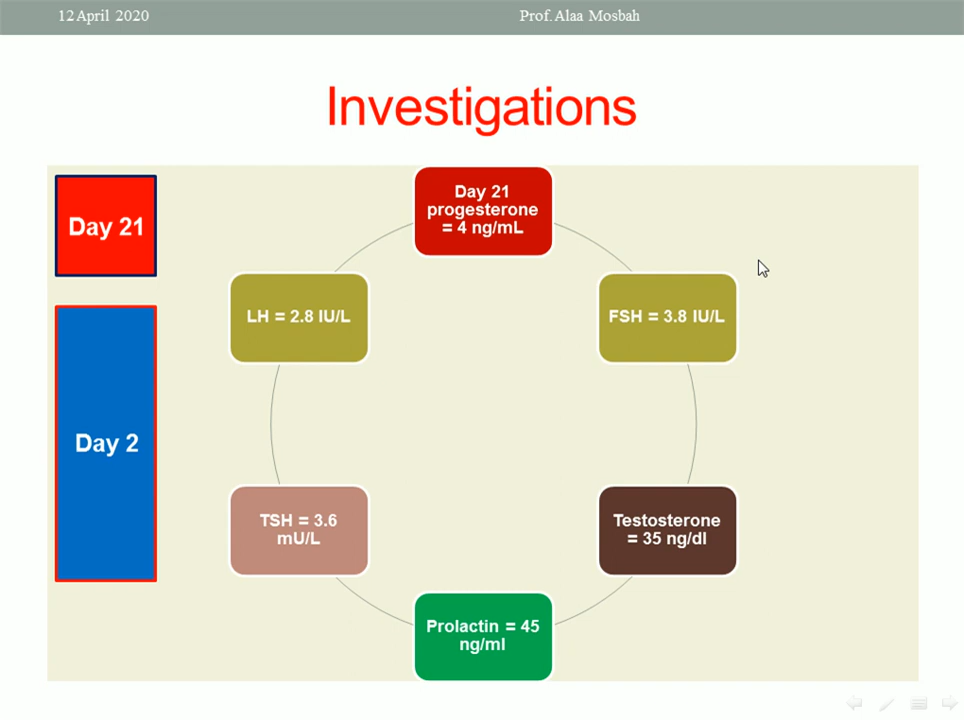 12 April 2020
Prof. Alaa Mosbah
Investigations
Day 21
Day 21
progesterone
= 4 ng/mL
LH = 2.8 IU/L
FSH = 3.8 IU/L
Day 2
TSH = 3.6
mU/L
Testosterone
= 35 ng/dl
Prolactin = 45
ng/ml